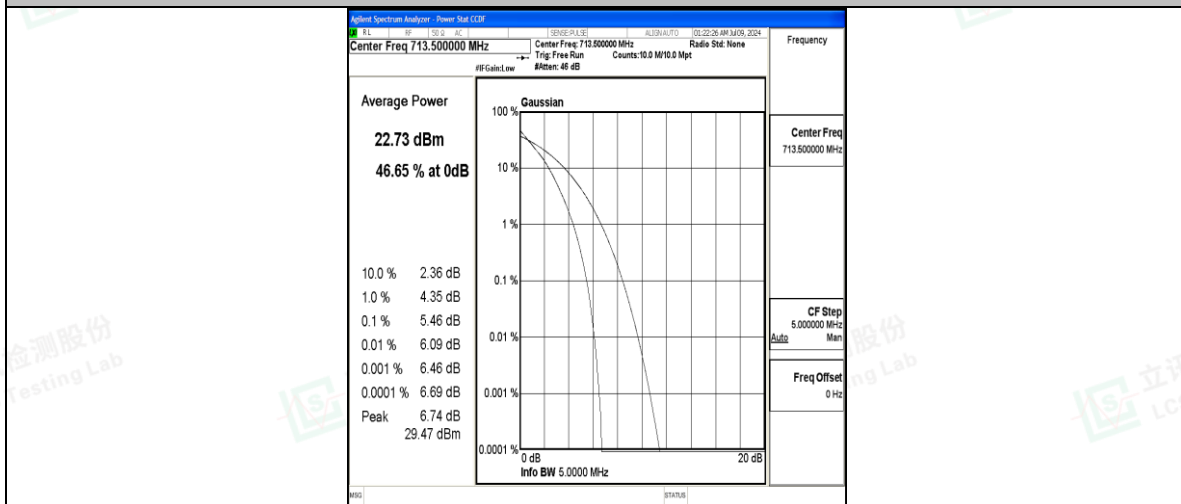 Agilent Spectrum Analyzer - Power Stat CCDF
RL RF 50 Ω AC SENSE:PULSE ALIGN AUTO 01:22:26 AM Jul 09, 2024
Center Freq 713.500000 MHz
Center Freq: 713.500000 MHz Radio Std: None
Trig: Free Run Counts:10.0 M/10.0 Mpt
#IFGain:Low #Atten: 46 dB
Frequency
Average Power
22.73 dBm
46.65 % at 0dB
10.0 % 2.36 dB
1.0 % 4.35 dB
0.1 % 5.46 dB
0.01 % 6.09 dB
0.001 % 6.46 dB
0.0001 % 6.69 dB
Peak 6.74 dB
29.47 dBm
Gaussian
100 %
10 %
1 %
0.1 %
0.01 %
0.001 %
0.0001 %
0 dB 20 dB
Info BW 5.0000 MHz
Center Freq
713.500000 MHz
CF Step
5.000000 MHz
Auto Man
Freq Offset
0 Hz
MSG STATUS
检测股份
Testing Lab
股份
ng Lab
立讯
LCS